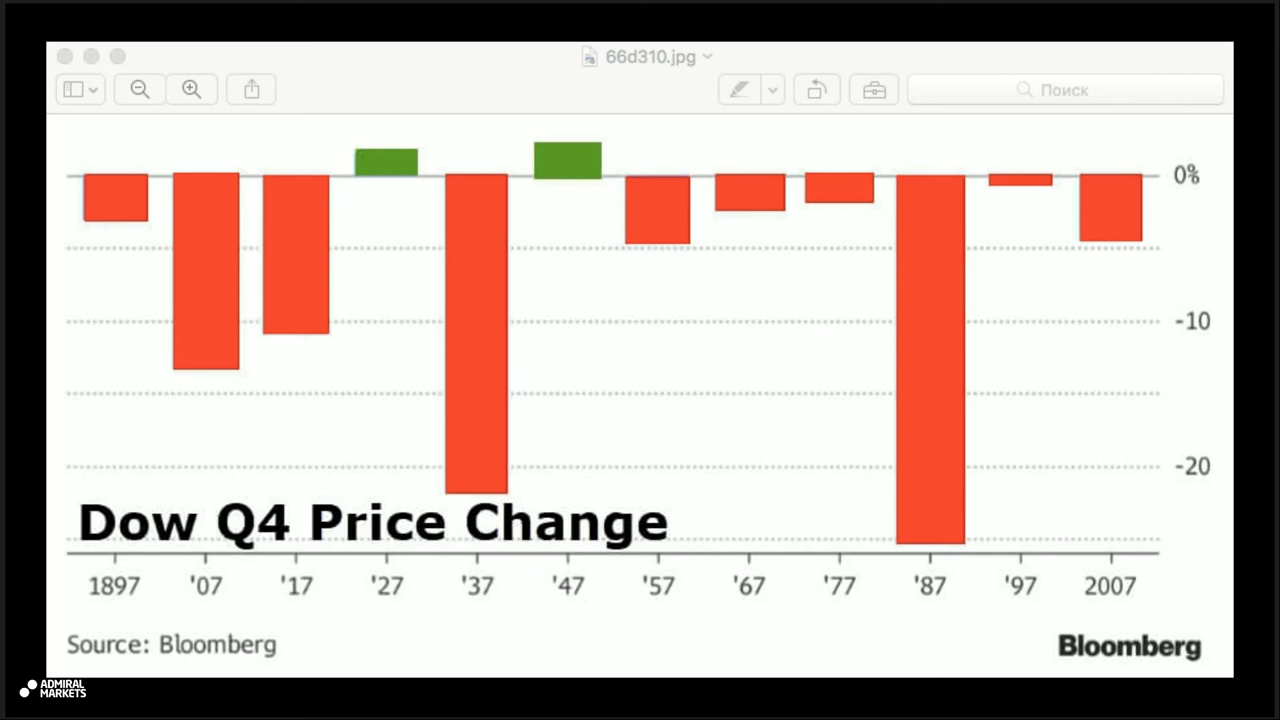 66d310.jpg
Поиск
0%
-10
-20
Dow Q4 Price Change
1897 '07 '17 '27 '37 '47 '57 '67 '77 '87 '97 2007
Source: Bloomberg
Bloomberg
ADMIRAL
MARKETS